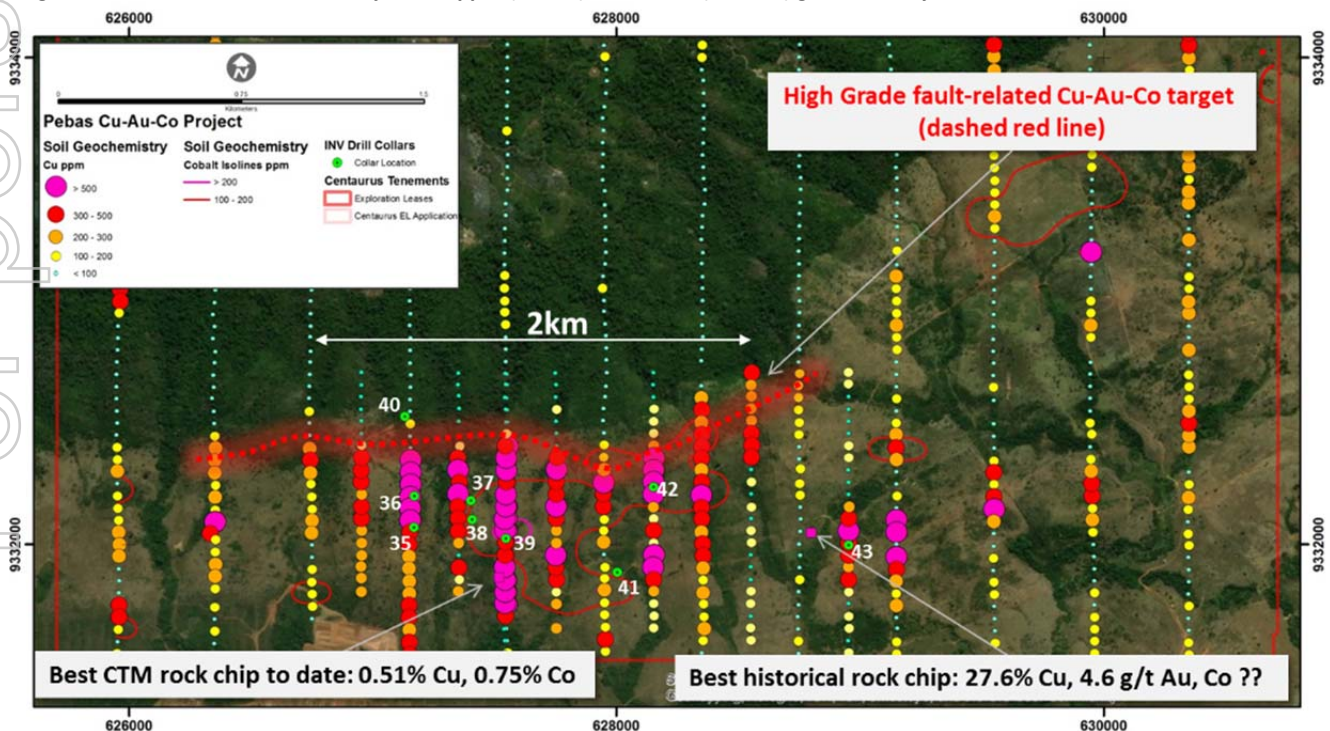 626000
628000
630000
9334000
9334000
N
0
0.75
1.5
Kilometers
Pebas Cu-Au-Co Project
Soil Geochemistry
Cu ppm
> 500
300 - 500
200 - 300
100 - 200
< 100
Soil Geochemistry
Cobalt Isolines ppm
> 200
100 - 200
INV Drill Collars
Collar Location
Centaurus Tenements
Exploration Leases
Centaurus EL Application
High Grade fault-related Cu-Au-Co target
(dashed red line)
2km
40
37
42
36
35
38
39
43
41
9332000
9332000
Best CTM rock chip to date: 0.51% Cu, 0.75% Co
Best historical rock chip: 27.6% Cu, 4.6 g/t Au, Co ??
626000
628000
630000